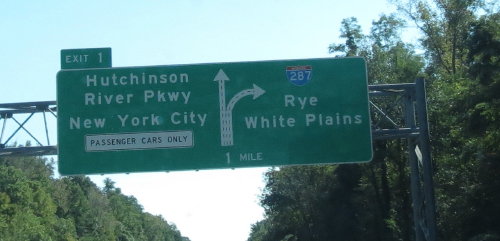 EXIT 1
Hutchinson
River Pkwy
New York City
PASSENGER CARS ONLY
287
Rye
White Plains
1 MILE